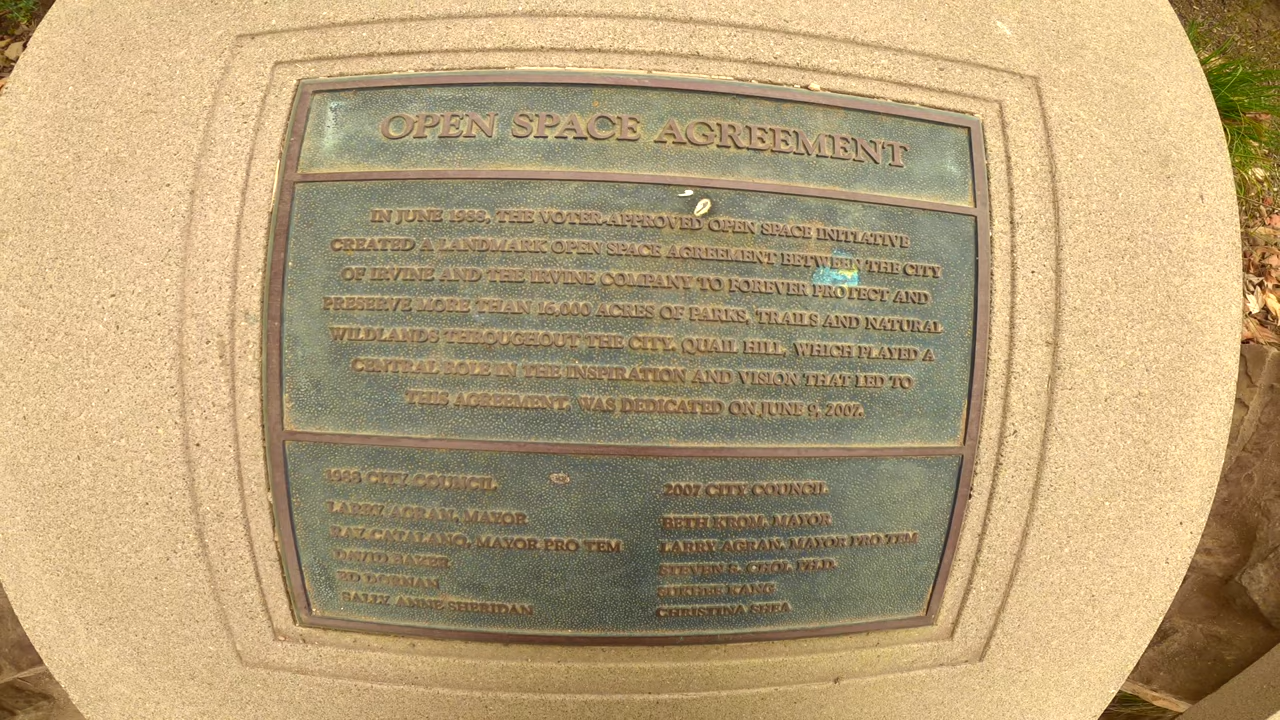 OPEN SPACE AGREEMENT
IN JUNE 1988, THE VOTER-APPROVED OPEN SPACE INITIATIVE
CREATED A LANDMARK OPEN SPACE AGREEMENT BETWEEN THE CITY
OF IRVINE AND THE IRVINE COMPANY TO FOREVER PROTECT AND
PRESERVE MORE THAN 16,000 ACRES OF PARKS, TRAILS AND NATURAL
WILDLANDS THROUGHOUT THE CITY. QUAIL HILL, WHICH PLAYED A
CENTRAL ROLE IN THE INSPIRATION AND VISION THAT LED TO
THIS AGREEMENT, WAS DEDICATED ON JUNE 9, 2007.
1988 CITY COUNCIL
LARRY AGRAN, MAYOR
RAY CATALANO, MAYOR PRO TEM
DAVID BAKER
ED DORNAN
SALLY ANNE SHERIDAN
2007 CITY COUNCIL
BETH KROM, MAYOR
LARRY AGRAN, MAYOR PRO TEM
STEVEN S. CHOI, PH.D.
SUKHEE KANG
CHRISTINA SHEA